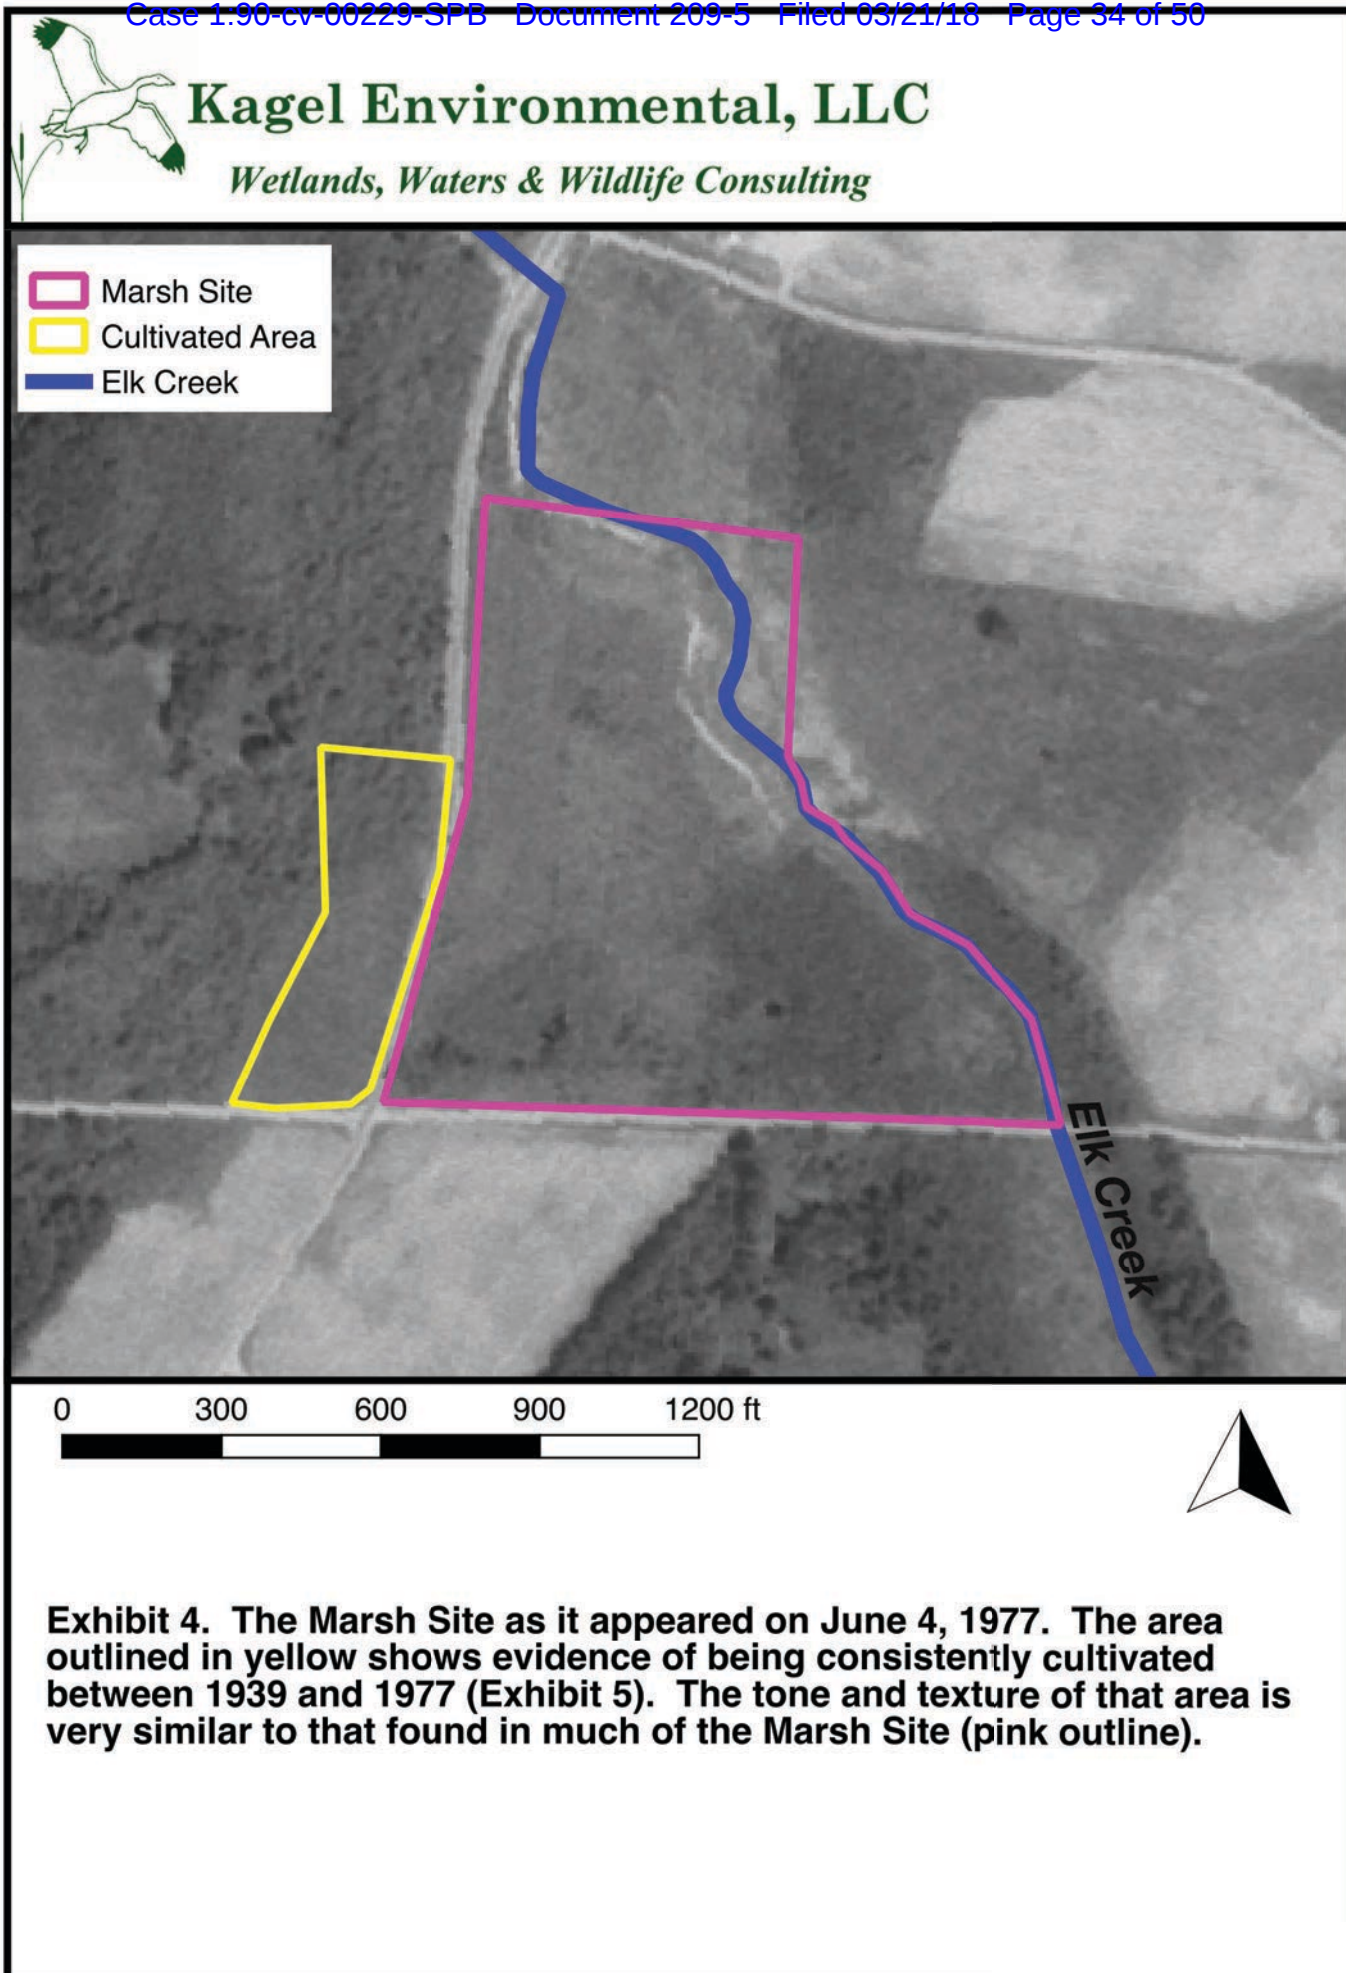 Case 1:90-cv-00229-SPB Document 209-5 Filed 03/21/18 Page 34 of 50
Kagel Environmental, LLC
Wetlands, Waters & Wildlife Consulting
Marsh Site
Cultivated Area
Elk Creek
Elk Creek
0 300 600 900 1200 ft
Exhibit 4. The Marsh Site as it appeared on June 4, 1977. The area
outlined in yellow shows evidence of being consistently cultivated
between 1939 and 1977 (Exhibit 5). The tone and texture of that area is
very similar to that found in much of the Marsh Site (pink outline).